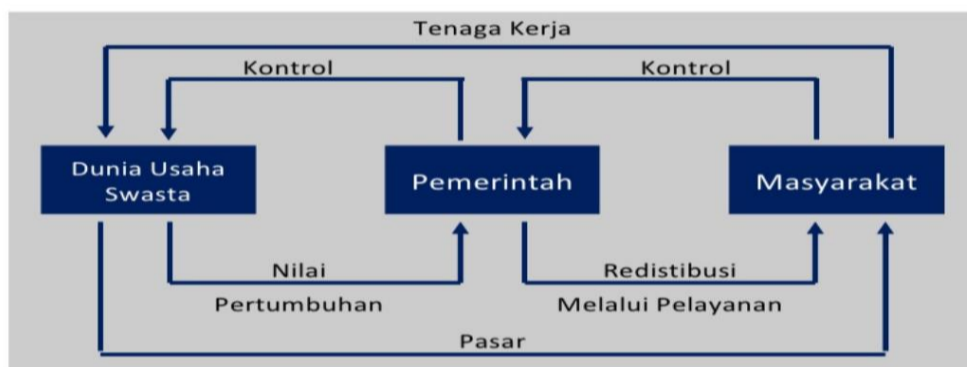 Tenaga Kerja
Kontrol
Kontrol
Dunia Usaha
Swasta
Pemerintah
Masyarakat
Nilai
Redistibusi
Pertumbuhan
Melalui Pelayanan
Pasar